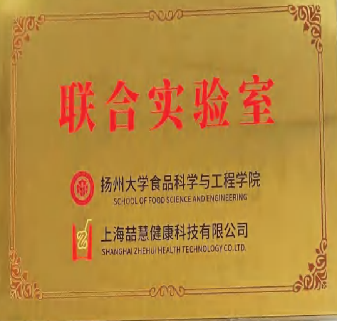 联合实验室
扬州大学食品科学与工程学院
SCHOOL OF FOOD SCIENCE AND ENGINEERING
上海喆慧健康科技有限公司
SHANGHAI ZHEHUI HEALTH TECHNOLOGY CO.LTD.